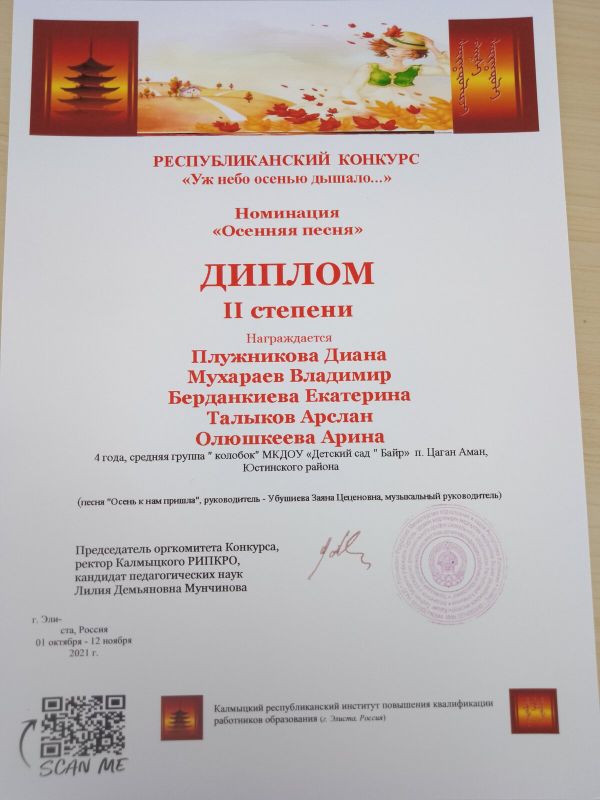 РЕСПУБЛИКАНСКИЙ КОНКУРС
«Уж небо осенью дышало...»
Номинация
«Осенняя песня»
ДИПЛОМ
II степени
Награждается
Плужникова Диана
Мухараев Владимир
Берданкиева Екатерина
Талыков Арслан
Олюшкеева Арина
4 года, средняя группа " колобок" МКДОУ «Детский сад " Байр» п. Цаган Аман,
Юстинского района
(песня "Осень к нам пришла", руководитель - Убушиева Заяна Цеценовна, музыкальный руководитель)
Председатель оргкомитета Конкурса,
ректор Калмыцкого РИПКРО,
кандидат педагогических наук
Лилия Демьяновна Мунчинова
г. Эли-
ста, Россия
01 октября - 12 ноября
2021 г.
SCAN ME
Калмыцкий республиканский институт повышения квалификации
работников образования (г. Элиста, Россия)